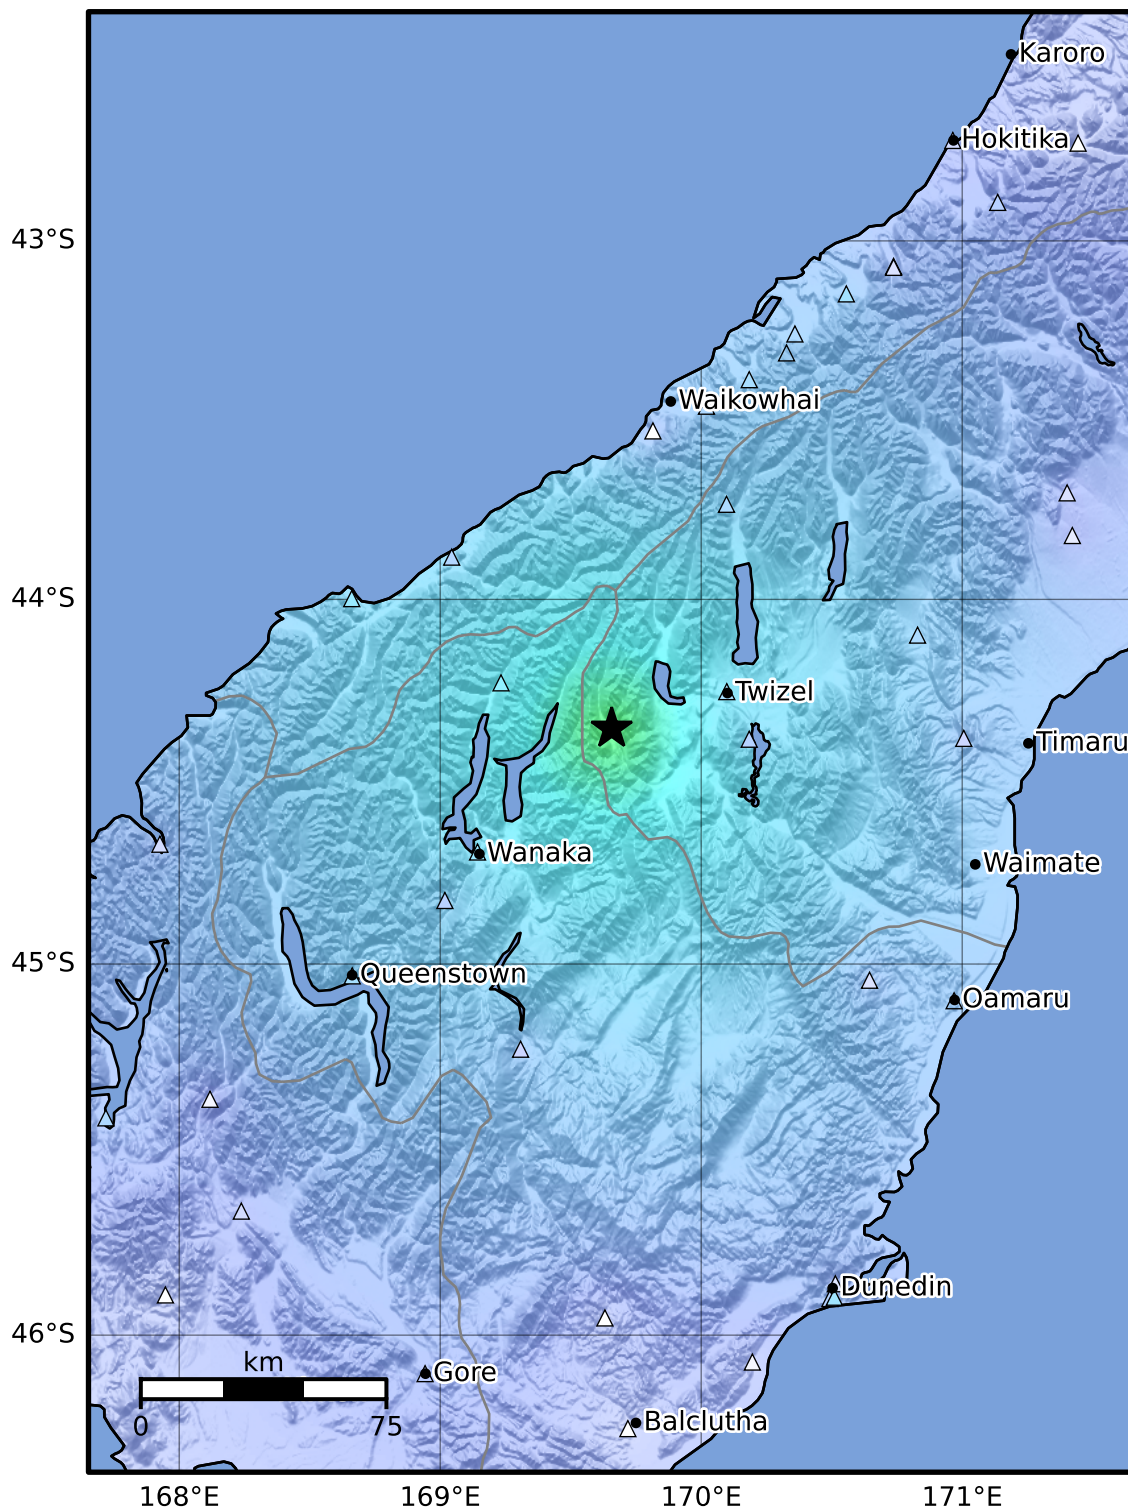 Karoro
Hokitika
43°S
Waikowhai
44°S
Twizel
Timaru
Wanaka
Waimate
45°S
Queenstown
Oamaru
Dunedin
46°S
km
Gore
0
75
Balclutha
168°E
169°E
170°E
171°E